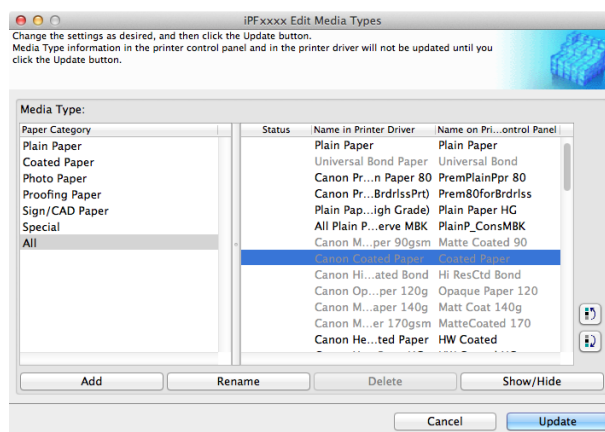 iPFxxxx Edit Media Types
Change the settings as desired, and then click the Update button.
Media Type information in the printer control panel and in the printer driver will not be updated until you
click the Update button.
Media Type:
Paper Category
Status Name in Printer Driver Name on Pri...ontrol Panel
Plain Paper
Coated Paper
Photo Paper
Proofing Paper
Sign/CAD Paper
Special
All
Plain Paper Plain Paper
Universal Bond Paper Universal Bond
Canon Pr...n Paper 80 PremPlainPpr 80
Canon Pr...BrdrlssPrt) Prem80forBrdrlss
Plain Pap...igh Grade) Plain Paper HG
All Plain P...erve MBK PlainP_ConsMBK
Canon M...per 90gsm Matte Coated 90
Canon Coated Paper Coated Paper
Canon Hi...ated Bond Hi ResCtd Bond
Canon Op...per 120g Opaque Paper 120
Canon M...aper 140g Matt Coat 140g
Canon M...er 170gsm MatteCoated 170
Canon He...ted Paper HW Coated
Add Rename Delete Show/Hide
Cancel Update